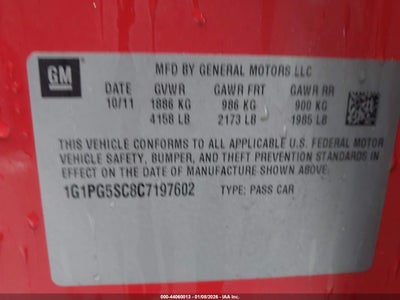 GM
MFD BY GENERAL MOTORS LLC
DATE GVWR GAWR FRT GAWR RR
10/11 1886 KG 986 KG 900 KG
4158 LB 2173 LB 1985 LB
THIS VEHICLE CONFORMS TO ALL APPLICABLE U.S. FEDERAL MOTOR
VEHICLE SAFETY, BUMPER, AND THEFT PREVENTION STANDARDS
IN EFFECT ON THE DATE OF MANUFACTURE SHOWN ABOVE.
1G1PG5SC8C7197602 TYPE: PASS CAR
000-44060013 - 01/09/2026 - IAA Inc. Copyright